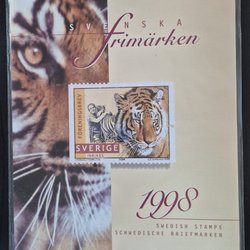 SVENSKA
frimärken
FÖRENINGSBREV
SVERIGE
1998
SWEDISH STAMPS
SCHWEDISCHE BRIEFMARKEN